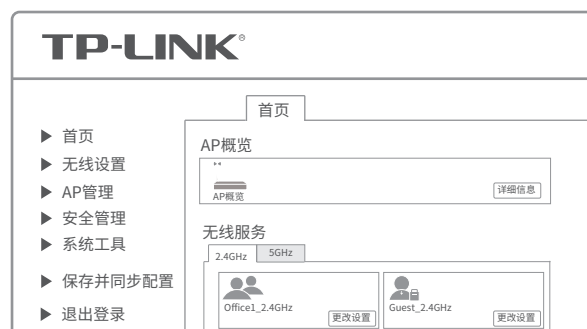 TP-LINK®
首页
首页
无线设置
AP管理
安全管理
系统工具
保存并同步配置
退出登录
AP概览
AP概览
详细信息
无线服务
2.4GHz
5GHz
Office1_2.4GHz
更改设置
Guest_2.4GHz
更改设置